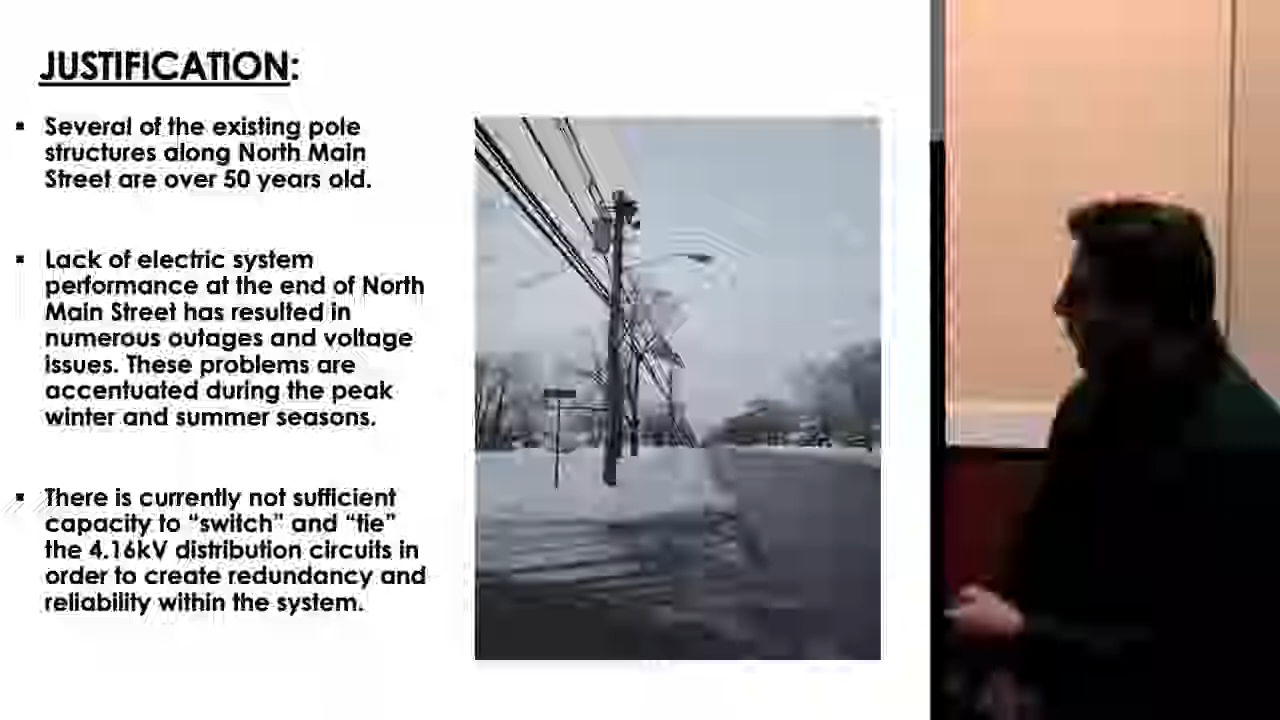 JUSTIFICATION:
▪ Several of the existing pole
structures along North Main
Street are over 50 years old.
▪ Lack of electric system
performance at the end of North
Main Street has resulted in
numerous outages and voltage
issues. These problems are
accentuated during the peak
winter and summer seasons.
▪ There is currently not sufficient
capacity to “switch” and “tie”
the 4.16kV distribution circuits in
order to create redundancy and
reliability within the system.